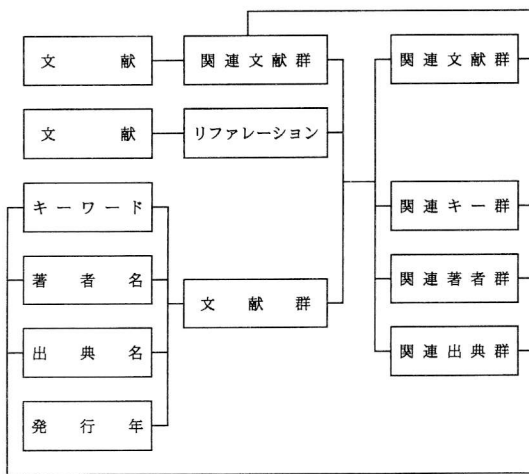 文献
関連文献群
関連文献群
文献
リファレーション
キーワード
関連キー群
著者名
関連著者群
文献群
出典名
関連出典群
発行年